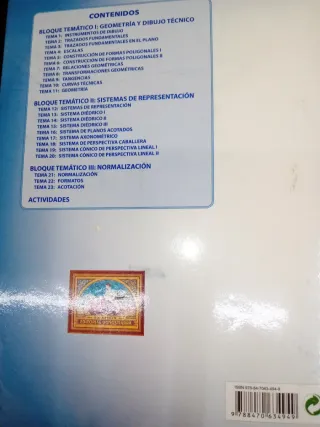 CONTENIDOS
BLOQUE TEMÁTICO I: GEOMETRÍA Y DIBUJO TÉCNICO
TEMA 1: INSTRUMENTOS DE DIBUJO
TEMA 2: TRAZADOS FUNDAMENTALES
TEMA 3: TRAZADOS FUNDAMENTALES EN EL PLANO
TEMA 4: ESCALAS
TEMA 5: CONSTRUCCIÓN DE FORMAS POLIGONALES I
TEMA 6: CONSTRUCCIÓN DE FORMAS POLIGONALES II
TEMA 7: RELACIONES GEOMÉTRICAS
TEMA 8: TRANSFORMACIONES GEOMÉTRICAS
TEMA 9: TANGENCIAS
TEMA 10: CURVAS TÉCNICAS
TEMA 11: GEOMETRÍA
BLOQUE TEMÁTICO II: SISTEMAS DE REPRESENTACIÓN
TEMA 12: SISTEMAS DE REPRESENTACIÓN
TEMA 13: SISTEMA DIÉDRICO I
TEMA 14: SISTEMA DIÉDRICO II
TEMA 15: SISTEMA DIÉDRICO III
TEMA 16: SISTEMA DE PLANOS ACOTADOS
TEMA 17: SISTEMA AXONOMÉTRICO
TEMA 18: SISTEMA DE PERSPECTIVA CABALLERA
TEMA 19: SISTEMA CÓNICO DE PERSPECTIVA LINEAL I
TEMA 20: SISTEMA CÓNICO DE PERSPECTIVA LINEAL II
BLOQUE TEMÁTICO III: NORMALIZACIÓN
TEMA 21: NORMALIZACIÓN
TEMA 22: FORMATOS
TEMA 23: ACOTACIÓN
ACTIVIDADES
9 788470 634949